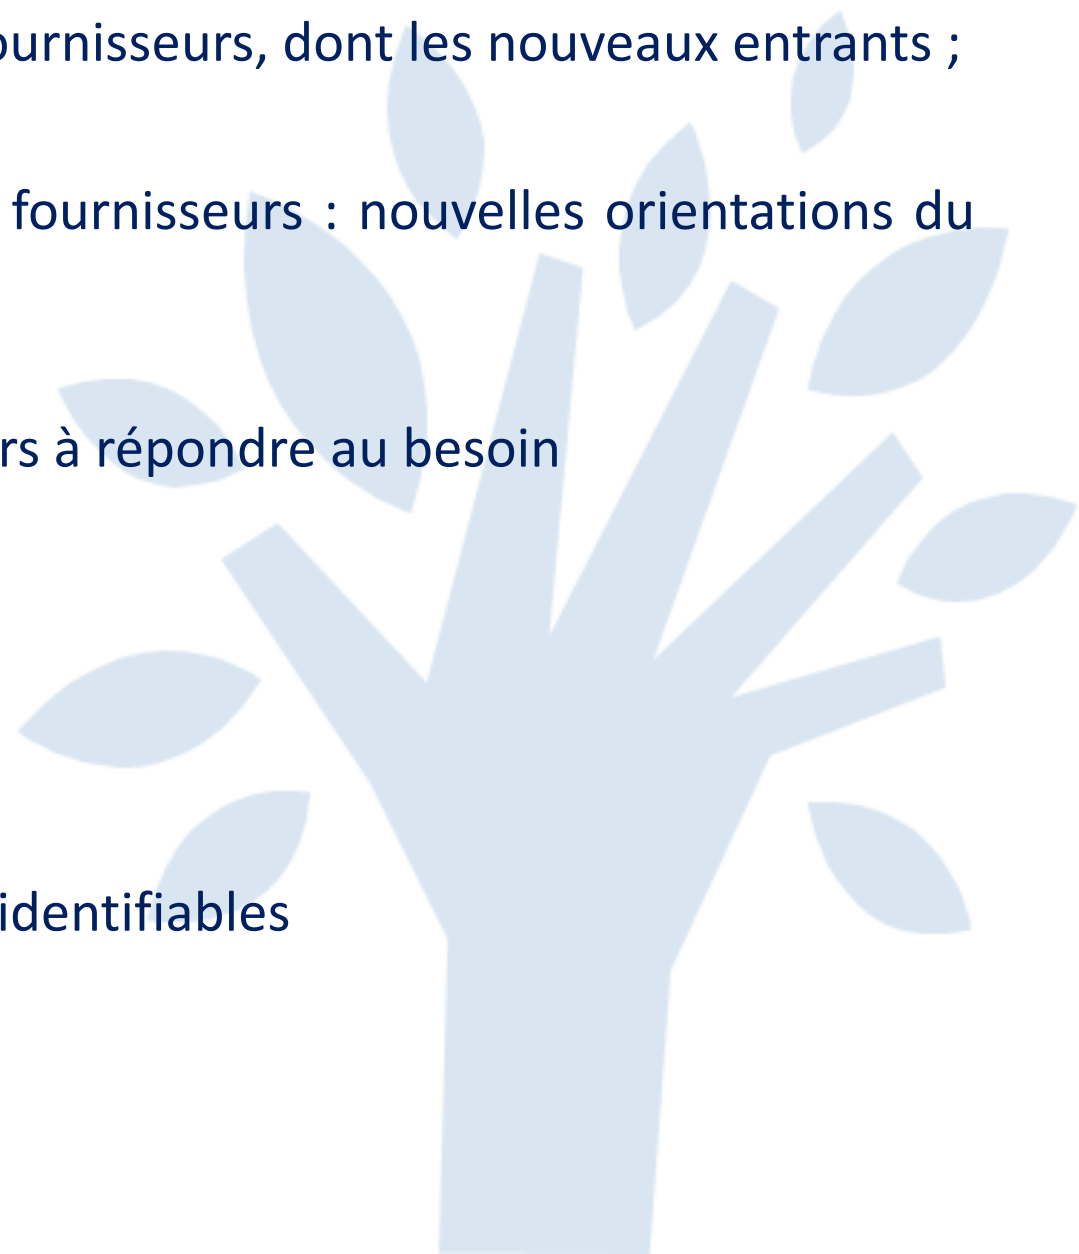 ournisseurs, dont les nouveaux entrants ;
fournisseurs : nouvelles orientations du
rs à répondre au besoin
identifiables